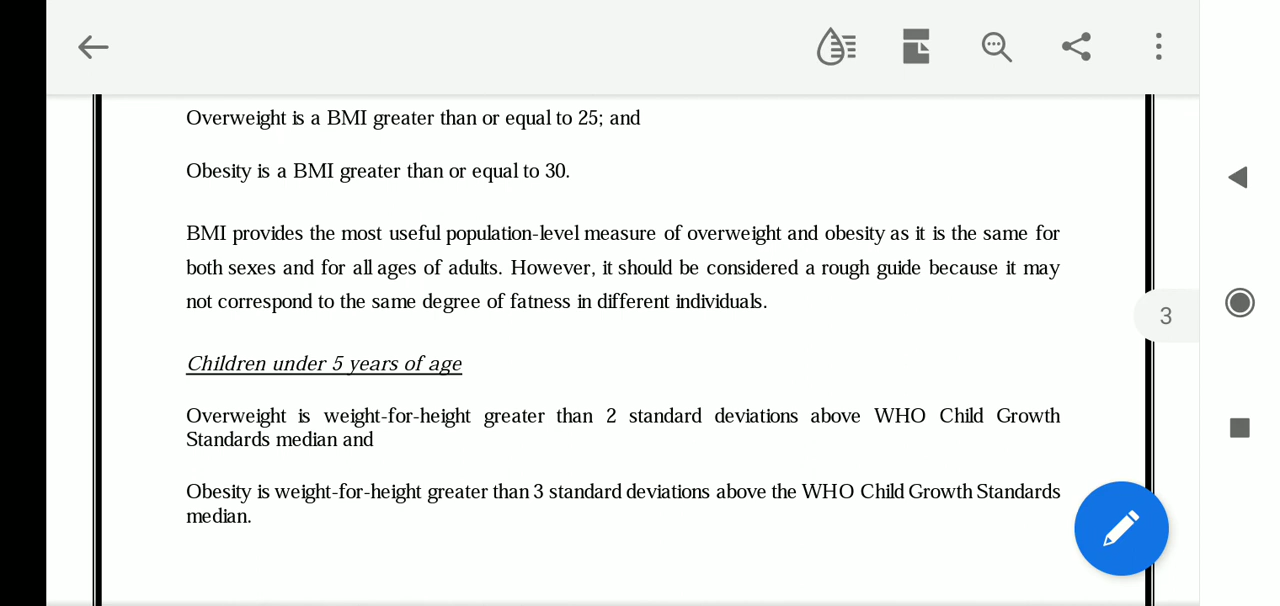 Overweight is a BMI greater than or equal to 25; and
Obesity is a BMI greater than or equal to 30.
BMI provides the most useful population-level measure of overweight and obesity as it is the same for
both sexes and for all ages of adults. However, it should be considered a rough guide because it may
not correspond to the same degree of fatness in different individuals.
3
Children under 5 years of age
Overweight is weight-for-height greater than 2 standard deviations above WHO Child Growth
Standards median and
Obesity is weight-for-height greater than 3 standard deviations above the WHO Child Growth Standards
median.